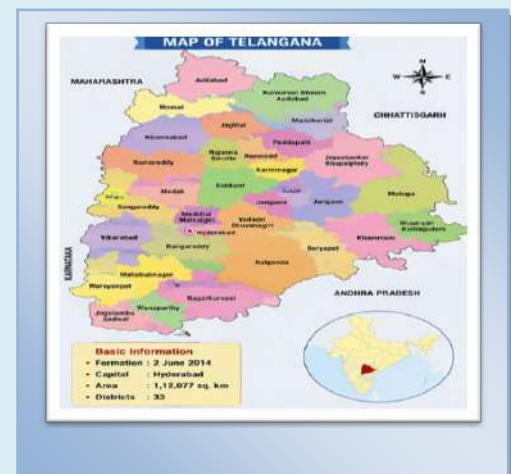 MAP OF TELANGANA
N
W
E
S
MAHARASHTRA
CHHATTISGARH
KARNATAKA
ANDHRA PRADESH
Adilabad
Kumuram Bheem
Asifabad
Nirmal
Mancherial
Nizamabad
Jagtial
Peddapalli
Kamareddy
Rajanna
Sircilla
Karimnagar
Jayashankar
Bhupalpally
Medak
Siddipet
Jangaon
Mulugu
Sangareddy
Medchal
Malkajgiri
Yadadri
Bhuvanagiri
Bhadradri
Kothagudem
Hyderabad
Vikarabad
Rangareddy
Khammam
Suryapet
Nalgonda
Mahabubnagar
Narayanpet
Nagarkurnool
Wanaparthy
Jogulamba
Gadwal
Basic Information
• Formation : 2 June 2014
• Capital : Hyderabad
• Area : 1,12,077 sq. km
• Districts : 33